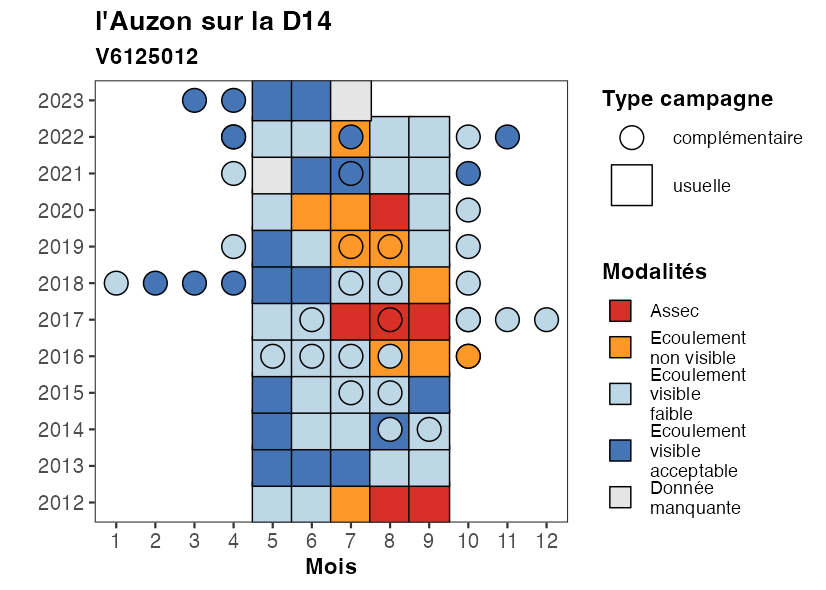 l'Auzon sur la D14
V6125012
2023
2022
2021
2020
2019
2018
2017
2016
2015
2014
2013
2012
1 2 3 4 5 6 7 8 9 10 11 12
Mois
Type campagne
complémentaire
usuelle
Modalités
Assec
Ecoulement
non visible
Ecoulement
visible
faible
Ecoulement
visible
acceptable
Donnée
manquante